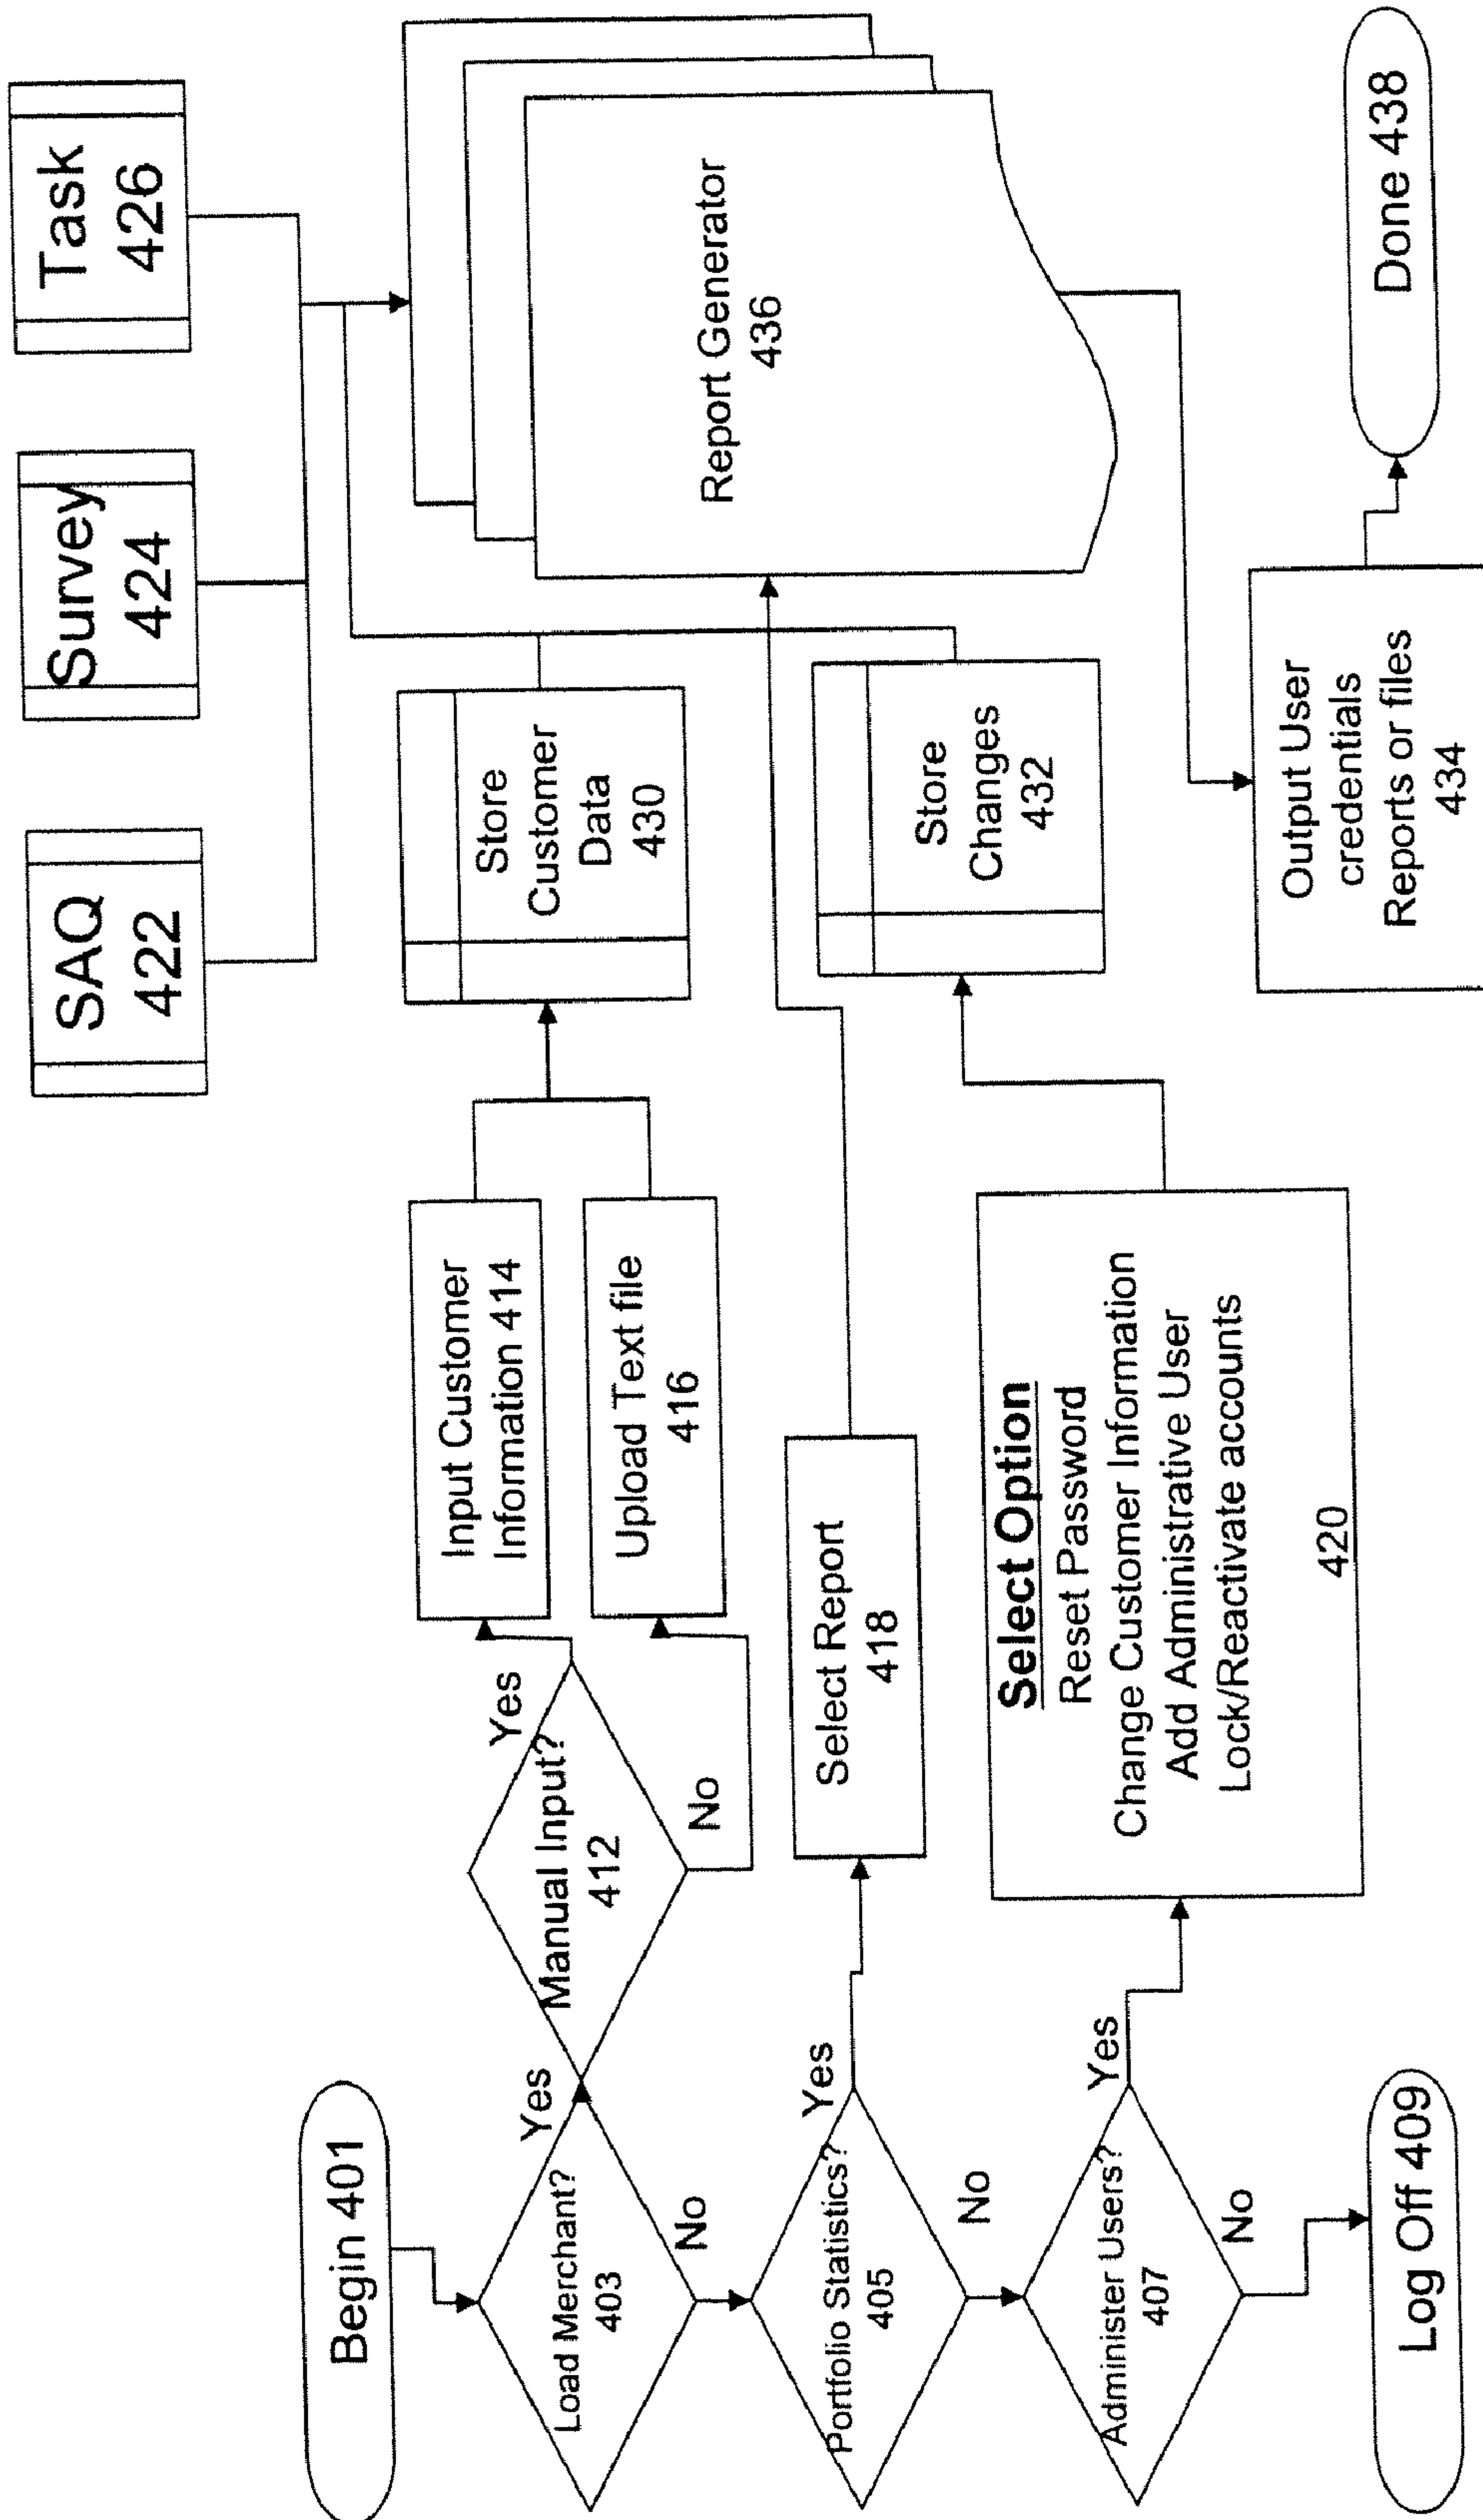 Begin 401
Load Merchant?
403
Yes
No
Manual Input?
412
Yes
No
Input Customer
Information 414
Upload Text file
416
Portfolio Statistics?
405
Yes
No
Select Report
418
Administer Users?
407
Yes
No
Log Off 409
Select Option
Reset Password
Change Customer Information
Add Administrative User
Lock/Reactivate accounts
420
SAQ
422
Survey
424
Task
426
Store
Customer
Data
430
Store
Changes
432
Report Generator
436
Output User
credentials
Reports or files
434
Done 438